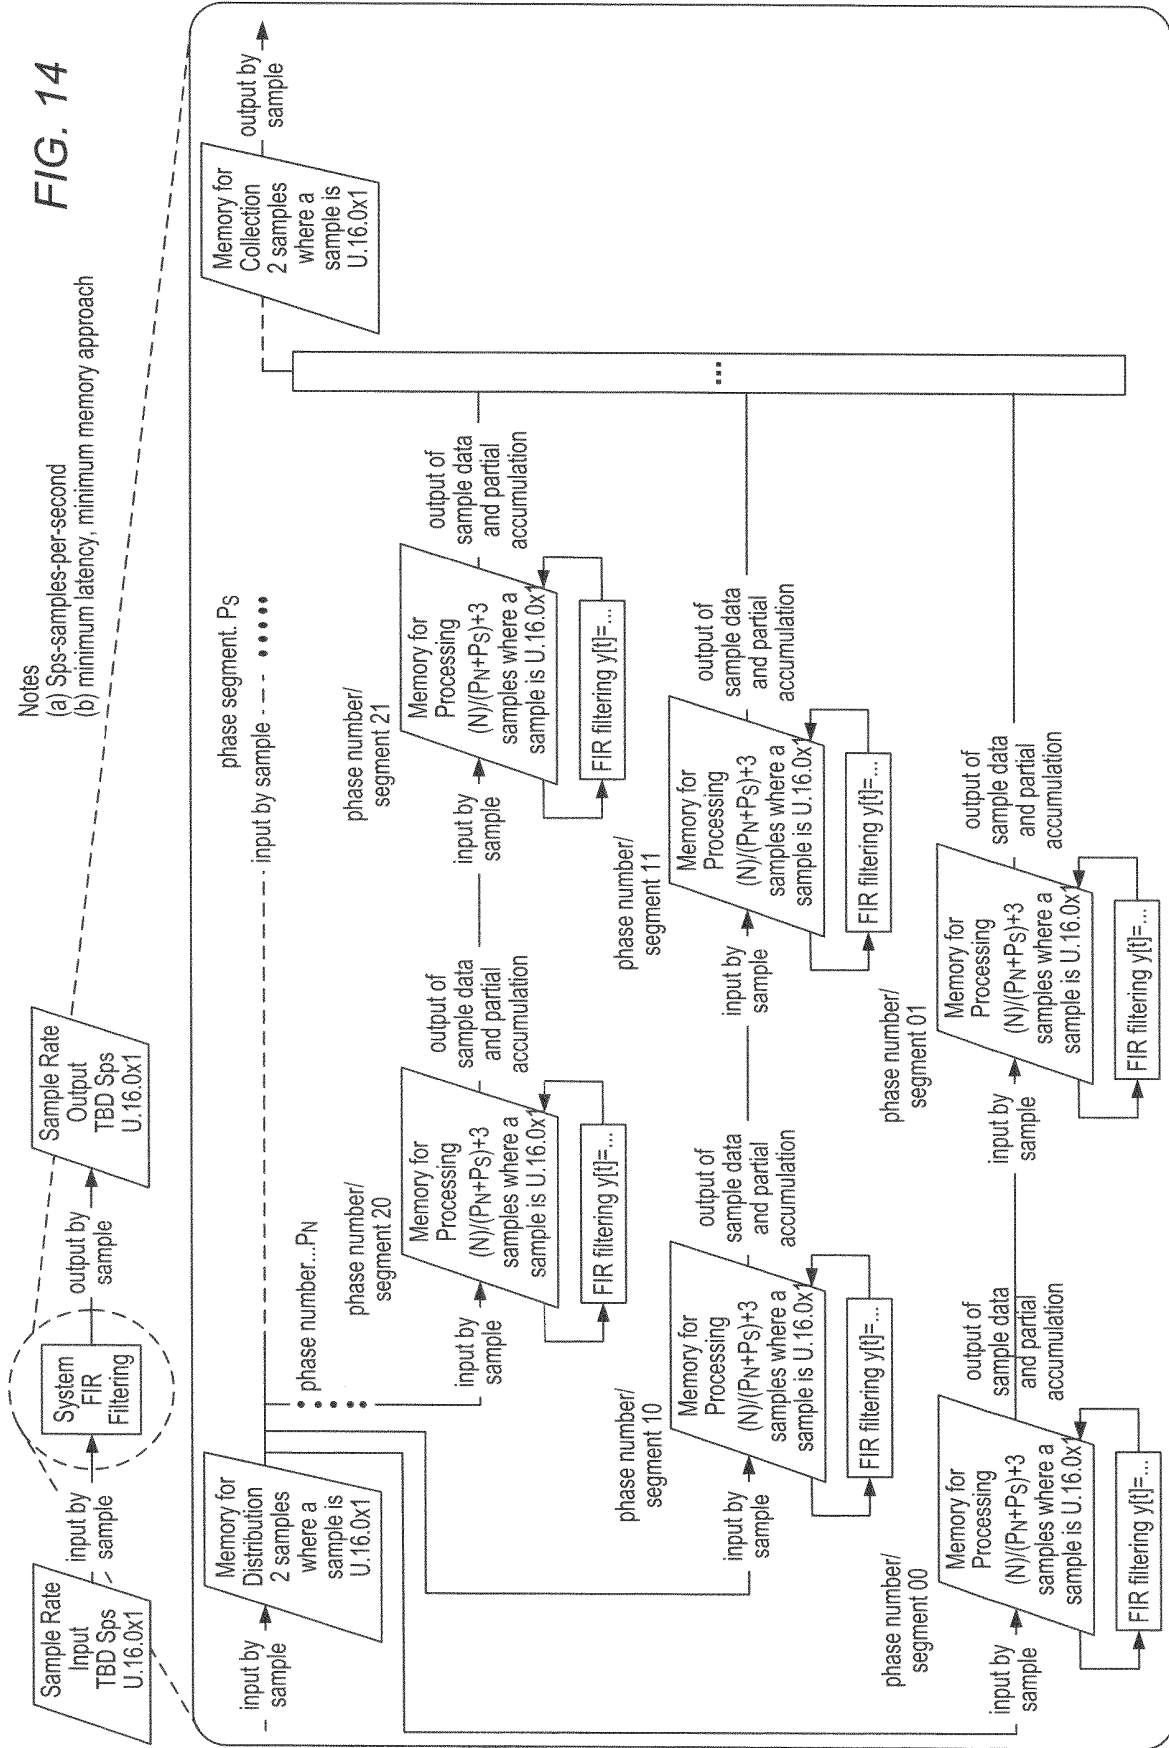 FIG. 14
Notes
(a) Sps-samples-per-second
(b) minimum latency, minimum memory approach
Sample Rate
Input
TBD Sps
U.16.0x1
input by
sample
System
FIR
Filtering
output by
sample
Sample Rate
Output
TBD Sps
U.16.0x1
input by
sample
Memory for
Distribution
2 samples
where a
sample is
U.16.0x1
phase number...PN
input by sample
phase segment. PS
Memory for
Collection
2 samples
where a
sample is
U.16.0x1
output by
sample
input by
sample
phase number/
segment 20
Memory for
Processing
(N)/(PN+PS)+3
samples where a
sample is U.16.0x1
FIR filtering y[t]=...
output of
sample data
and partial
accumulation
input by
sample
phase number/
segment 21
Memory for
Processing
(N)/(PN+PS)+3
samples where a
sample is U.16.0x1
FIR filtering y[t]=...
output of
sample data
and partial
accumulation
input by
sample
phase number/
segment 10
Memory for
Processing
(N)/(PN+PS)+3
samples where a
sample is U.16.0x1
FIR filtering y[t]=...
output of
sample data
and partial
accumulation
input by
sample
phase number/
segment 11
Memory for
Processing
(N)/(PN+PS)+3
samples where a
sample is U.16.0x1
FIR filtering y[t]=...
output of
sample data
and partial
accumulation
...
input by
sample
phase number/
segment 00
Memory for
Processing
(N)/(PN+PS)+3
samples where a
sample is U.16.0x1
FIR filtering y[t]=...
output of
sample data
and partial
accumulation
input by
sample
phase number/
segment 01
Memory for
Processing
(N)/(PN+PS)+3
samples where a
sample is U.16.0x1
FIR filtering y[t]=...
output of
sample data
and partial
accumulation